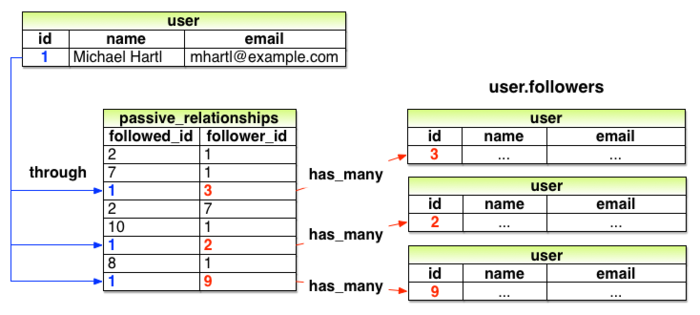 user
id name email
1 Michael Hartl mhartl@example.com
user.followers
passive_relationships
followed_id follower_id
2 1
7 1
1 3
2 7
10 1
1 2
8 1
1 9
through
has_many
has_many
has_many
user
id name email
3 ... ...
user
id name email
2 ... ...
user
id name email
9 ... ...